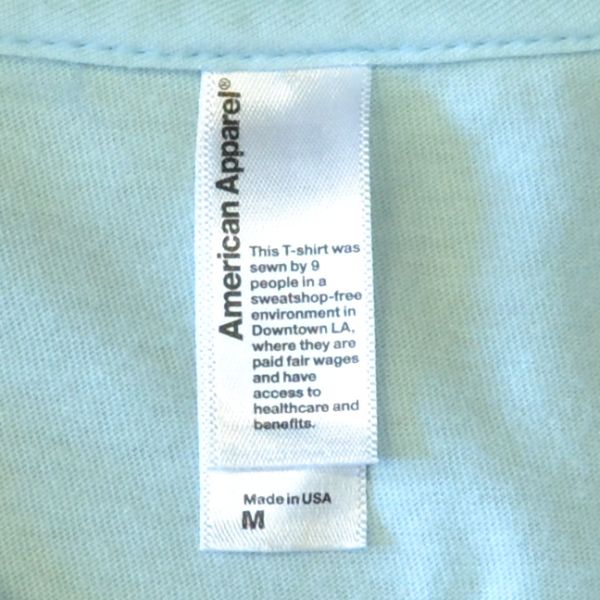 American Apparel®
This T-shirt was
sewn by 9
people in a
sweatshop-free
environment in
Downtown LA,
where they are
paid fair wages
and have
access to
healthcare and
benefits.
Made in USA
M